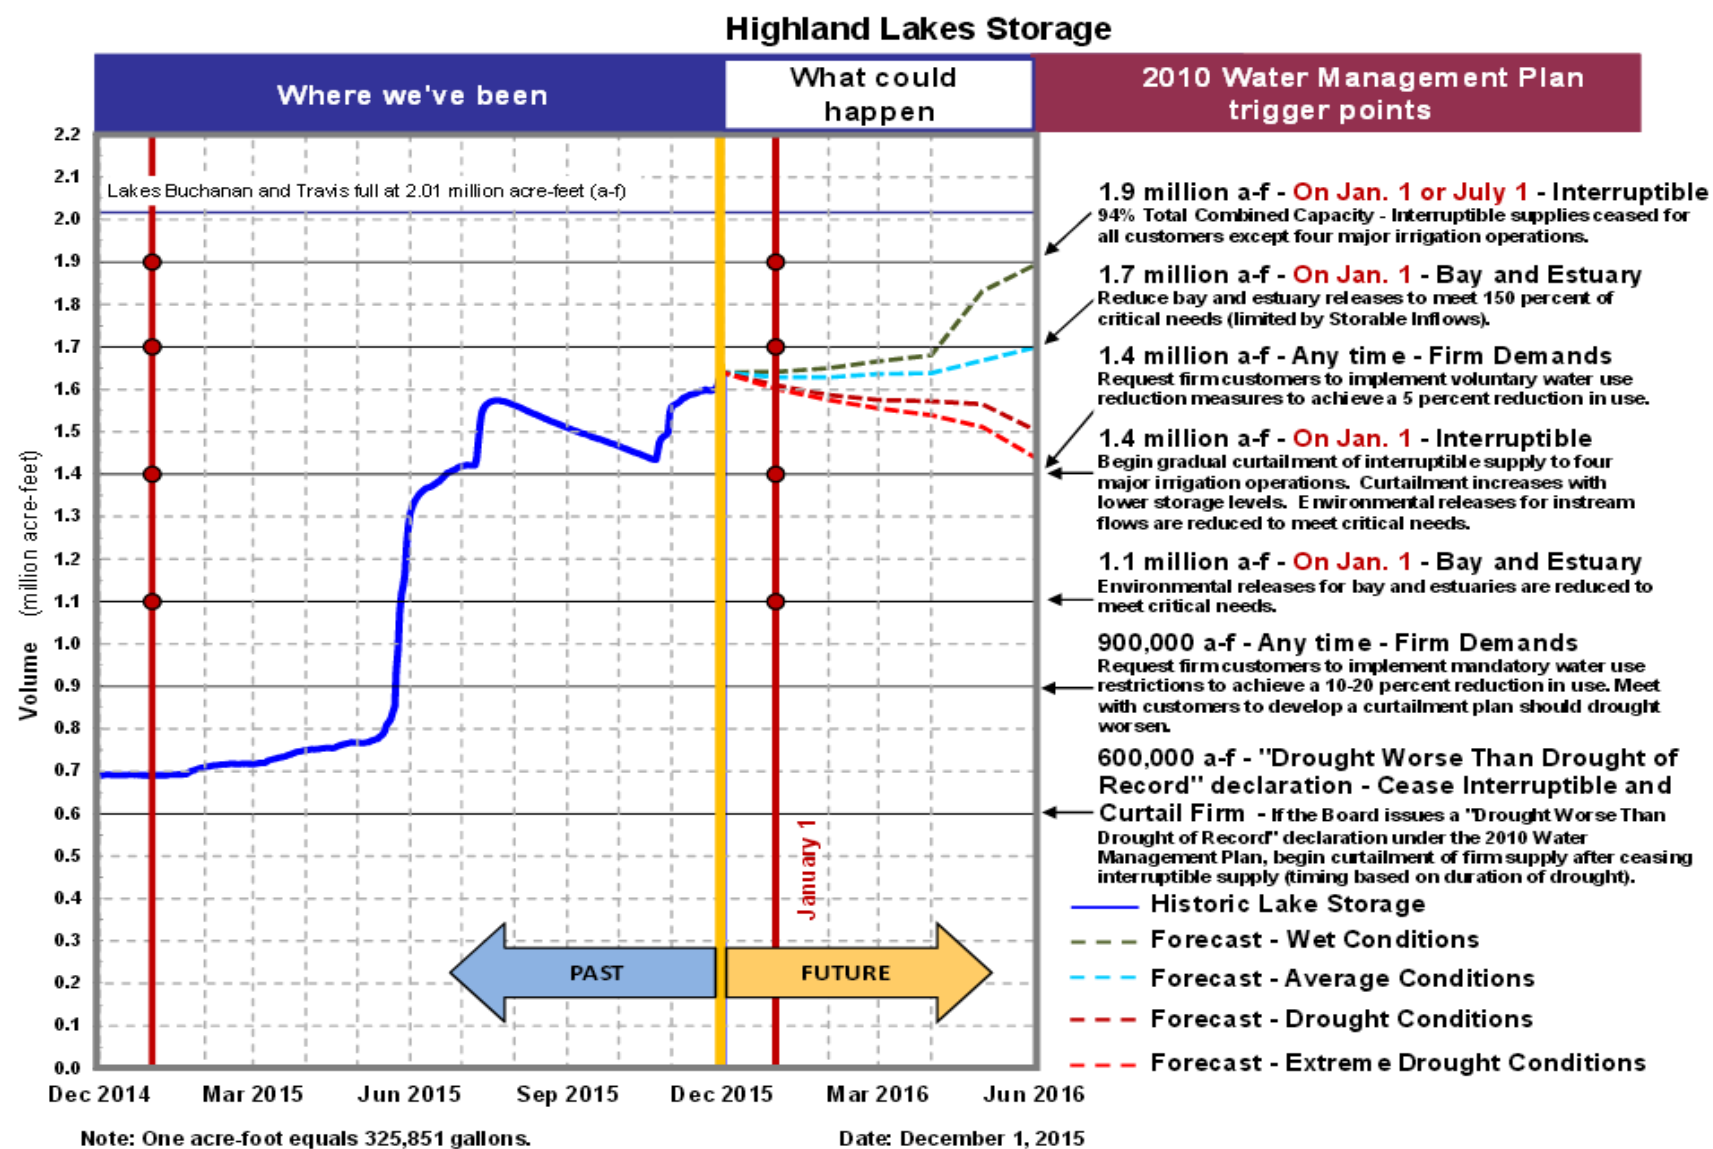 Highland Lakes Storage
Where we've been
What could
happen
2010 Water Management Plan
trigger points
2.2
2.1
2.0
1.9
1.8
1.7
1.6
1.5
1.4
1.3
1.2
1.1
1.0
0.9
0.8
0.7
0.6
0.5
0.4
0.3
0.2
0.1
0.0
Volume (million acre-feet)
Lakes Buchanan and Travis full at 2.01 million acre-feet (a-f)
January 1
PAST
FUTURE
Dec 2014 Mar 2015 Jun 2015 Sep 2015 Dec 2015 Mar 2016 Jun 2016
1.9 million a-f - On Jan. 1 or July 1 - Interruptible
94% Total Combined Capacity - Interruptible supplies ceased for
all customers except four major irrigation operations.
1.7 million a-f - On Jan. 1 - Bay and Estuary
Reduce bay and estuary releases to meet 150 percent of
critical needs (limited by Storable Inflows).
1.4 million a-f - Any time - Firm Demands
Request firm customers to implement voluntary water use
reduction measures to achieve a 5 percent reduction in use.
1.4 million a-f - On Jan. 1 - Interruptible
Begin gradual curtailment of interruptible supply to four
major irrigation operations. Curtailment increases with
lower storage levels. Environmental releases for instream
flows are reduced to meet critical needs.
1.1 million a-f - On Jan. 1 - Bay and Estuary
Environmental releases for bay and estuaries are reduced to
meet critical needs.
900,000 a-f - Any time - Firm Demands
Request firm customers to implement mandatory water use
restrictions to achieve a 10-20 percent reduction in use. Meet
with customers to develop a curtailment plan should drought
worsen.
600,000 a-f - "Drought Worse Than Drought of
Record" declaration - Cease Interruptible and
Curtail Firm - If the Board issues a "Drought Worse Than
Drought of Record" declaration under the 2010 Water
Management Plan, begin curtailment of firm supply after ceasing
interruptible supply (timing based on duration of drought).
Historic Lake Storage
Forecast - Wet Conditions
Forecast - Average Conditions
Forecast - Drought Conditions
Forecast - Extreme Drought Conditions
Note: One acre-foot equals 325,851 gallons.
Date: December 1, 2015